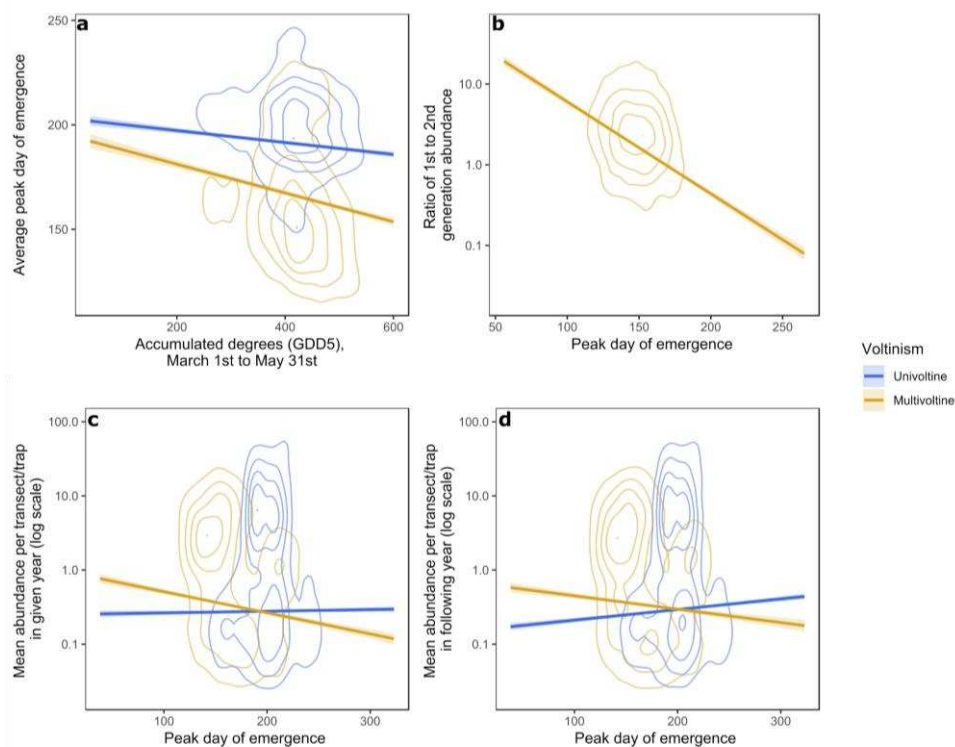 a
250
200
150
Average peak day of emergence
200
400
600
Accumulated degrees (GDD5),
March 1st to May 31st
b
10.0
1.0
0.1
Ratio of 1st to 2nd
generation abundance
50
100
150
200
250
Peak day of emergence
Voltinism
Univoltine
Multivoltine
c
100.0
10.0
1.0
0.1
Mean abundance per transect/trap
in given year (log scale)
100
200
300
Peak day of emergence
d
100.0
10.0
1.0
0.1
Mean abundance per transect/trap
in following year (log scale)
100
200
300
Peak day of emergence